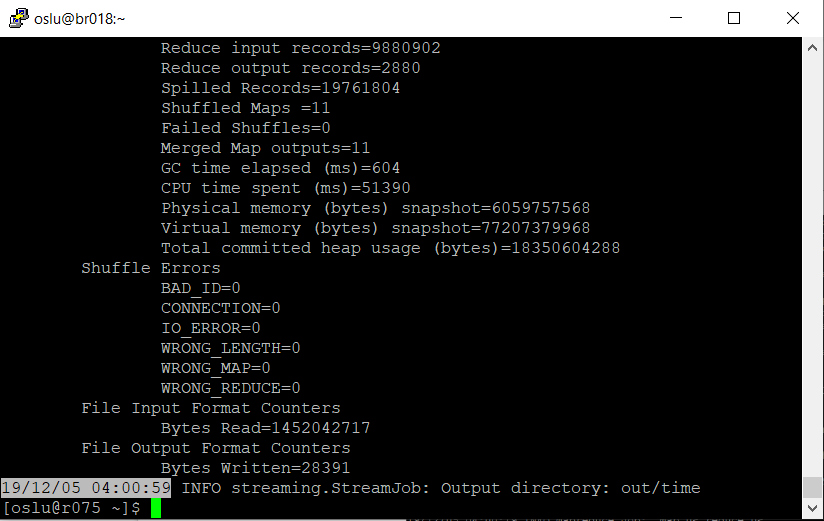 oslu@br018:~
Reduce input records=9880902
Reduce output records=2880
Spilled Records=19761804
Shuffled Maps =11
Failed Shuffles=0
Merged Map outputs=11
GC time elapsed (ms)=604
CPU time spent (ms)=51390
Physical memory (bytes) snapshot=6059757568
Virtual memory (bytes) snapshot=77207379968
Total committed heap usage (bytes)=18350604288
Shuffle Errors
BAD_ID=0
CONNECTION=0
IO_ERROR=0
WRONG_LENGTH=0
WRONG_MAP=0
WRONG_REDUCE=0
File Input Format Counters
Bytes Read=1452042717
File Output Format Counters
Bytes Written=28391
19/12/05 04:00:59 INFO streaming.StreamJob: Output directory: out/time
[oslu@r075 ~]$